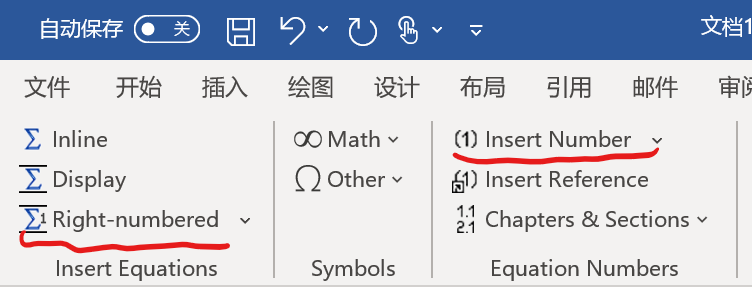 自动保存 关 文档1
文件 开始 插入 绘图 设计 布局 引用 邮件 审阅
Inline
Display
Right-numbered
Insert Equations
Math
Other
Symbols
(1) Insert Number
(1) Insert Reference
1.1 2.1 Chapters & Sections
Equation Numbers